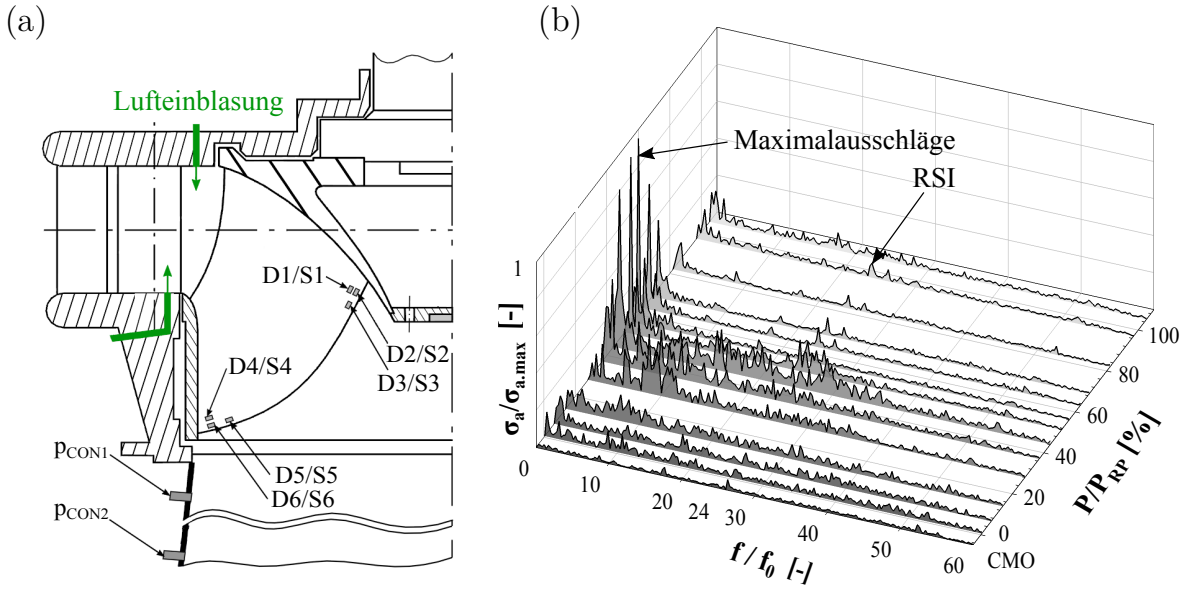 (a)
Lufteinblasung
D1/S1
D2/S2
D3/S3
D4/S4
D5/S5
D6/S6
pCON1
pCON2
(b)
Maximalausschläge
RSI
1
σa/σa.max [-]
0
10
20
24
30
40
50
60
f / f0 [-]
CMO
0
20
40
60
80
100
P/PRP [%]